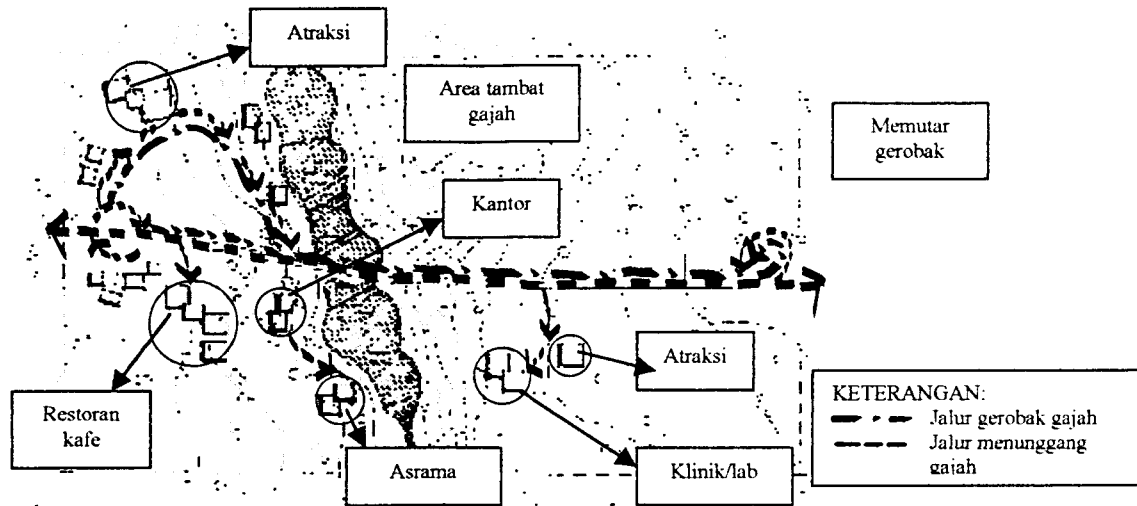 Atraksi
Area tambat
gajah
Memutar
gerobak
Kantor
Atraksi
Restoran
kafe
Asrama
Klinik/lab
KETERANGAN:
Jalur gerobak gajah
Jalur menunggang
gajah